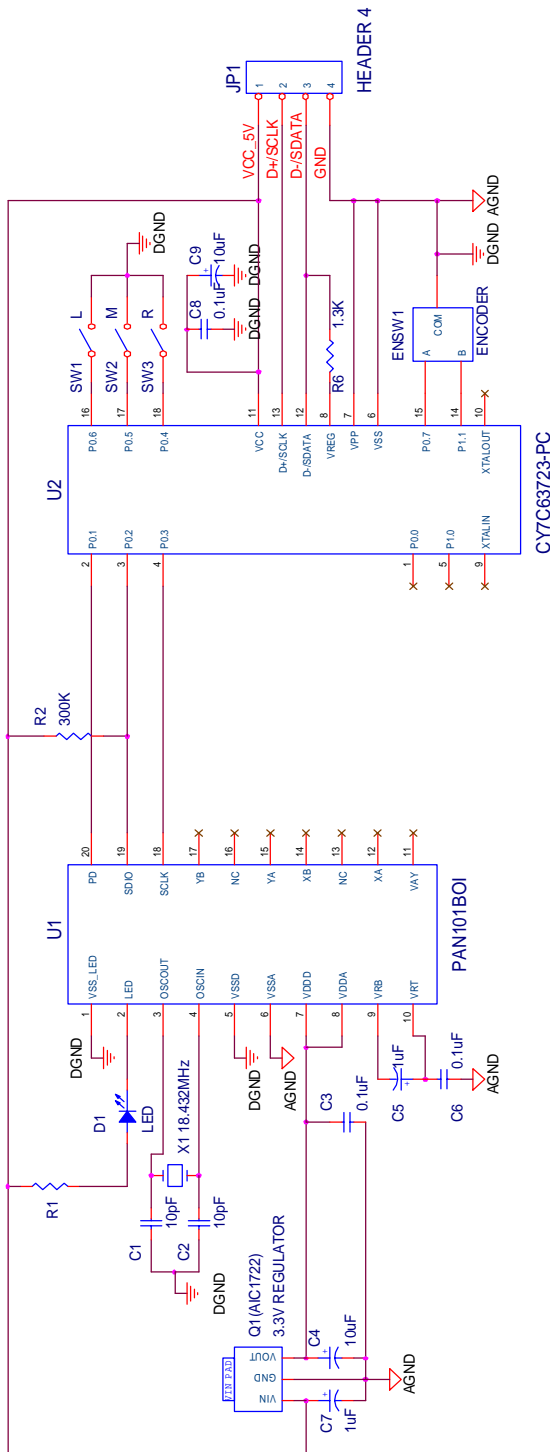 JP1
HEADER 4
1
2
3
4
VCC_5V
D+/SCLK
D-/SDATA
GND
SW1
L
SW2
M
SW3
R
DGND
C9
10uF
DGND
C8
0.1uF
DGND
1.3K
R6
ENSW1
A
B
COM
ENCODER
DGND
AGND
U2
CY7C63723-PC
16
P0.6
17
P0.5
18
P0.4
11
VCC
13
D+/SCLK
12
D-/SDATA
8
VREG
7
VPP
6
VSS
15
P0.7
14
P1.1
10
XTALOUT
2
P0.1
3
P0.2
4
P0.3
1
P0.0
5
P1.0
9
XTALIN
R2
300K
U1
PAN101BOI
20
PD
19
SDIO
18
SCLK
17
YB
16
NC
15
YA
14
XB
13
NC
12
XA
11
VAY
1
VSS_LED
2
LED
3
OSCOUT
4
OSCIN
5
VSSD
6
VSSA
7
VDDD
8
VDDA
9
VRB
10
VRT
DGND
D1
LED
R1
X1 18.432MHz
C1
10pF
C2
10pF
DGND
DGND
AGND
C3
0.1uF
C5
1uF
C6
0.1uF
AGND
Q1(AIC1722)
3.3V REGULATOR
VIN PAD
VIN
GND
VOUT
C4
10uF
C7
1uF
AGND